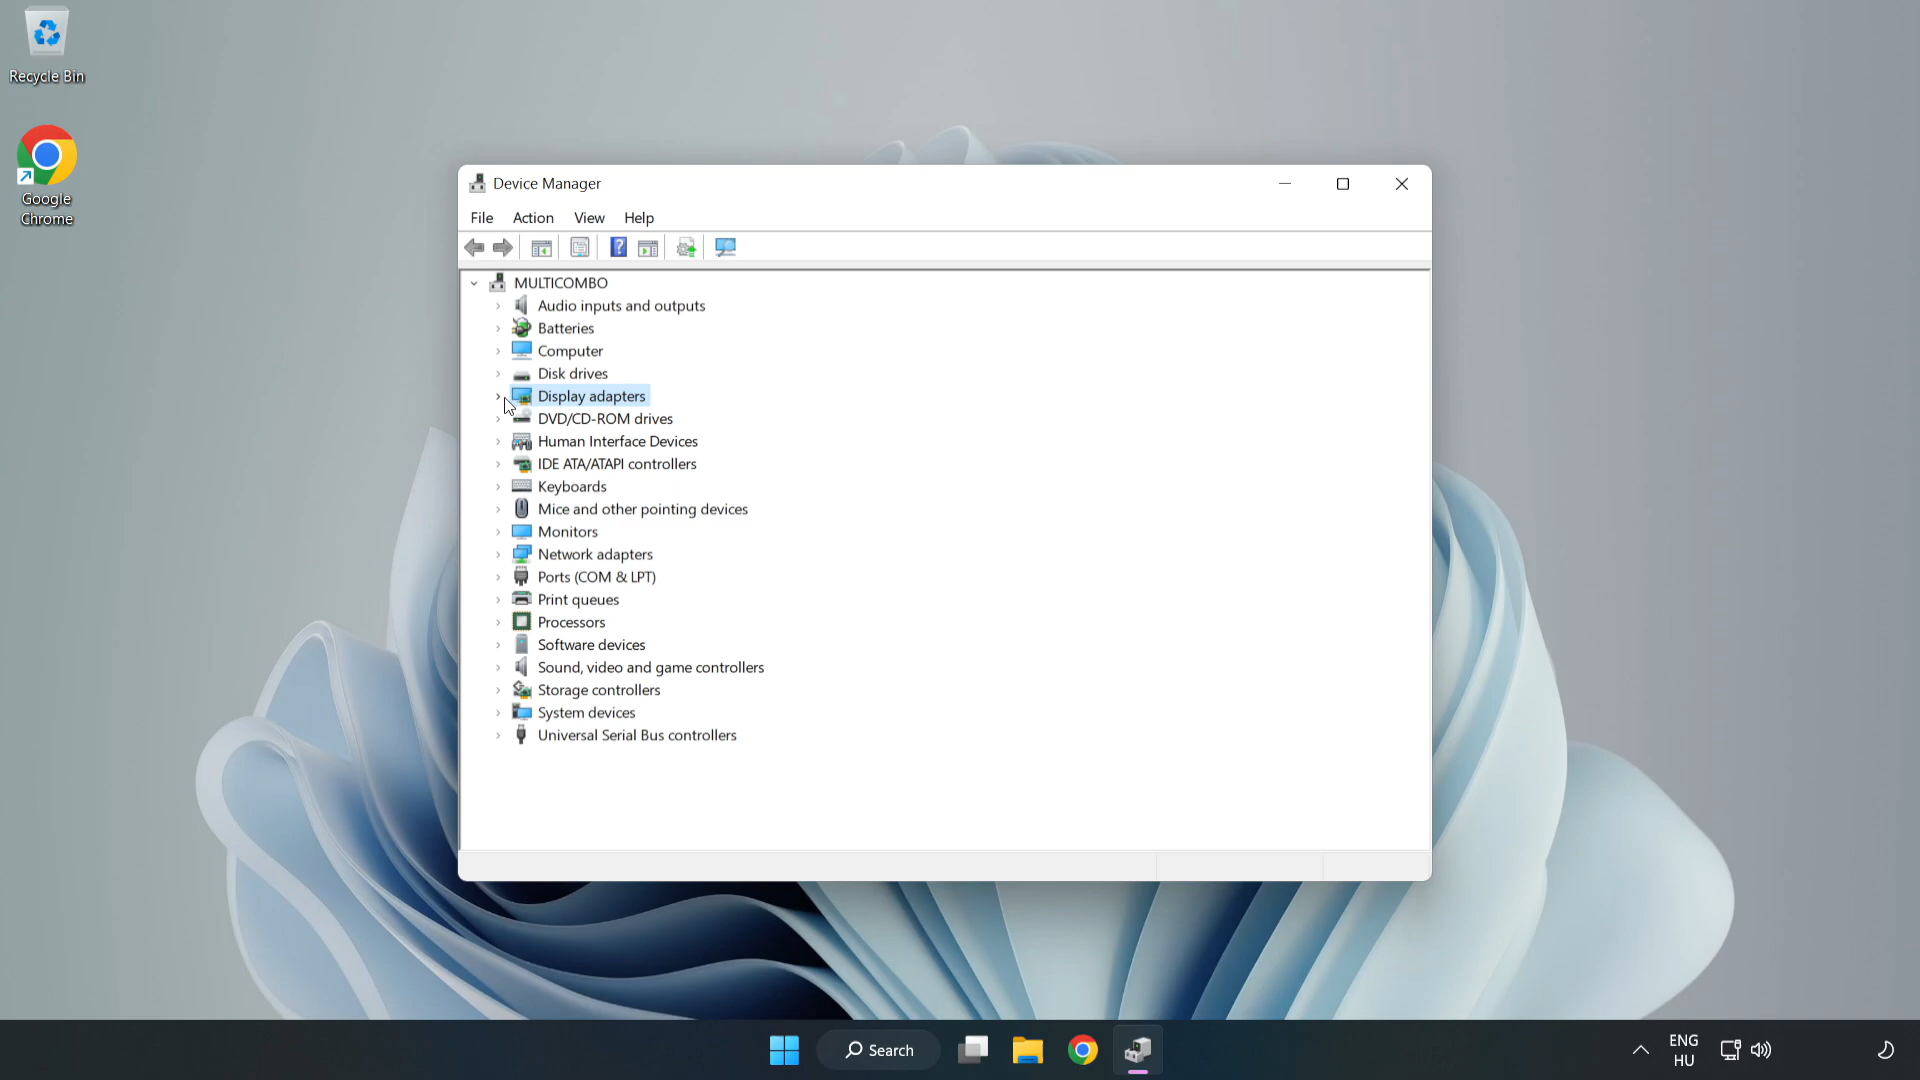 Recycle Bin
Google
Chrome
Device Manager
File Action View Help
MULTICOMBO
Audio inputs and outputs
Batteries
Computer
Disk drives
Display adapters
DVD/CD-ROM drives
Human Interface Devices
IDE ATA/ATAPI controllers
Keyboards
Mice and other pointing devices
Monitors
Network adapters
Ports (COM & LPT)
Print queues
Processors
Software devices
Sound, video and game controllers
Storage controllers
System devices
Universal Serial Bus controllers
Search
ENG
HU